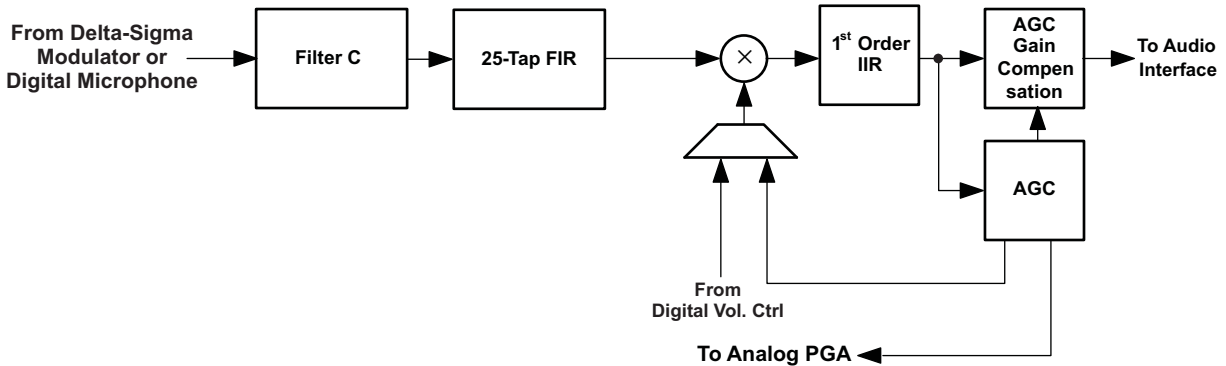 From Delta-Sigma
Modulator or
Digital Microphone
Filter C
25-Tap FIR
×
1st Order
IIR
AGC
Gain
Compen
sation
To Audio
Interface
AGC
From
Digital Vol. Ctrl
To Analog PGA